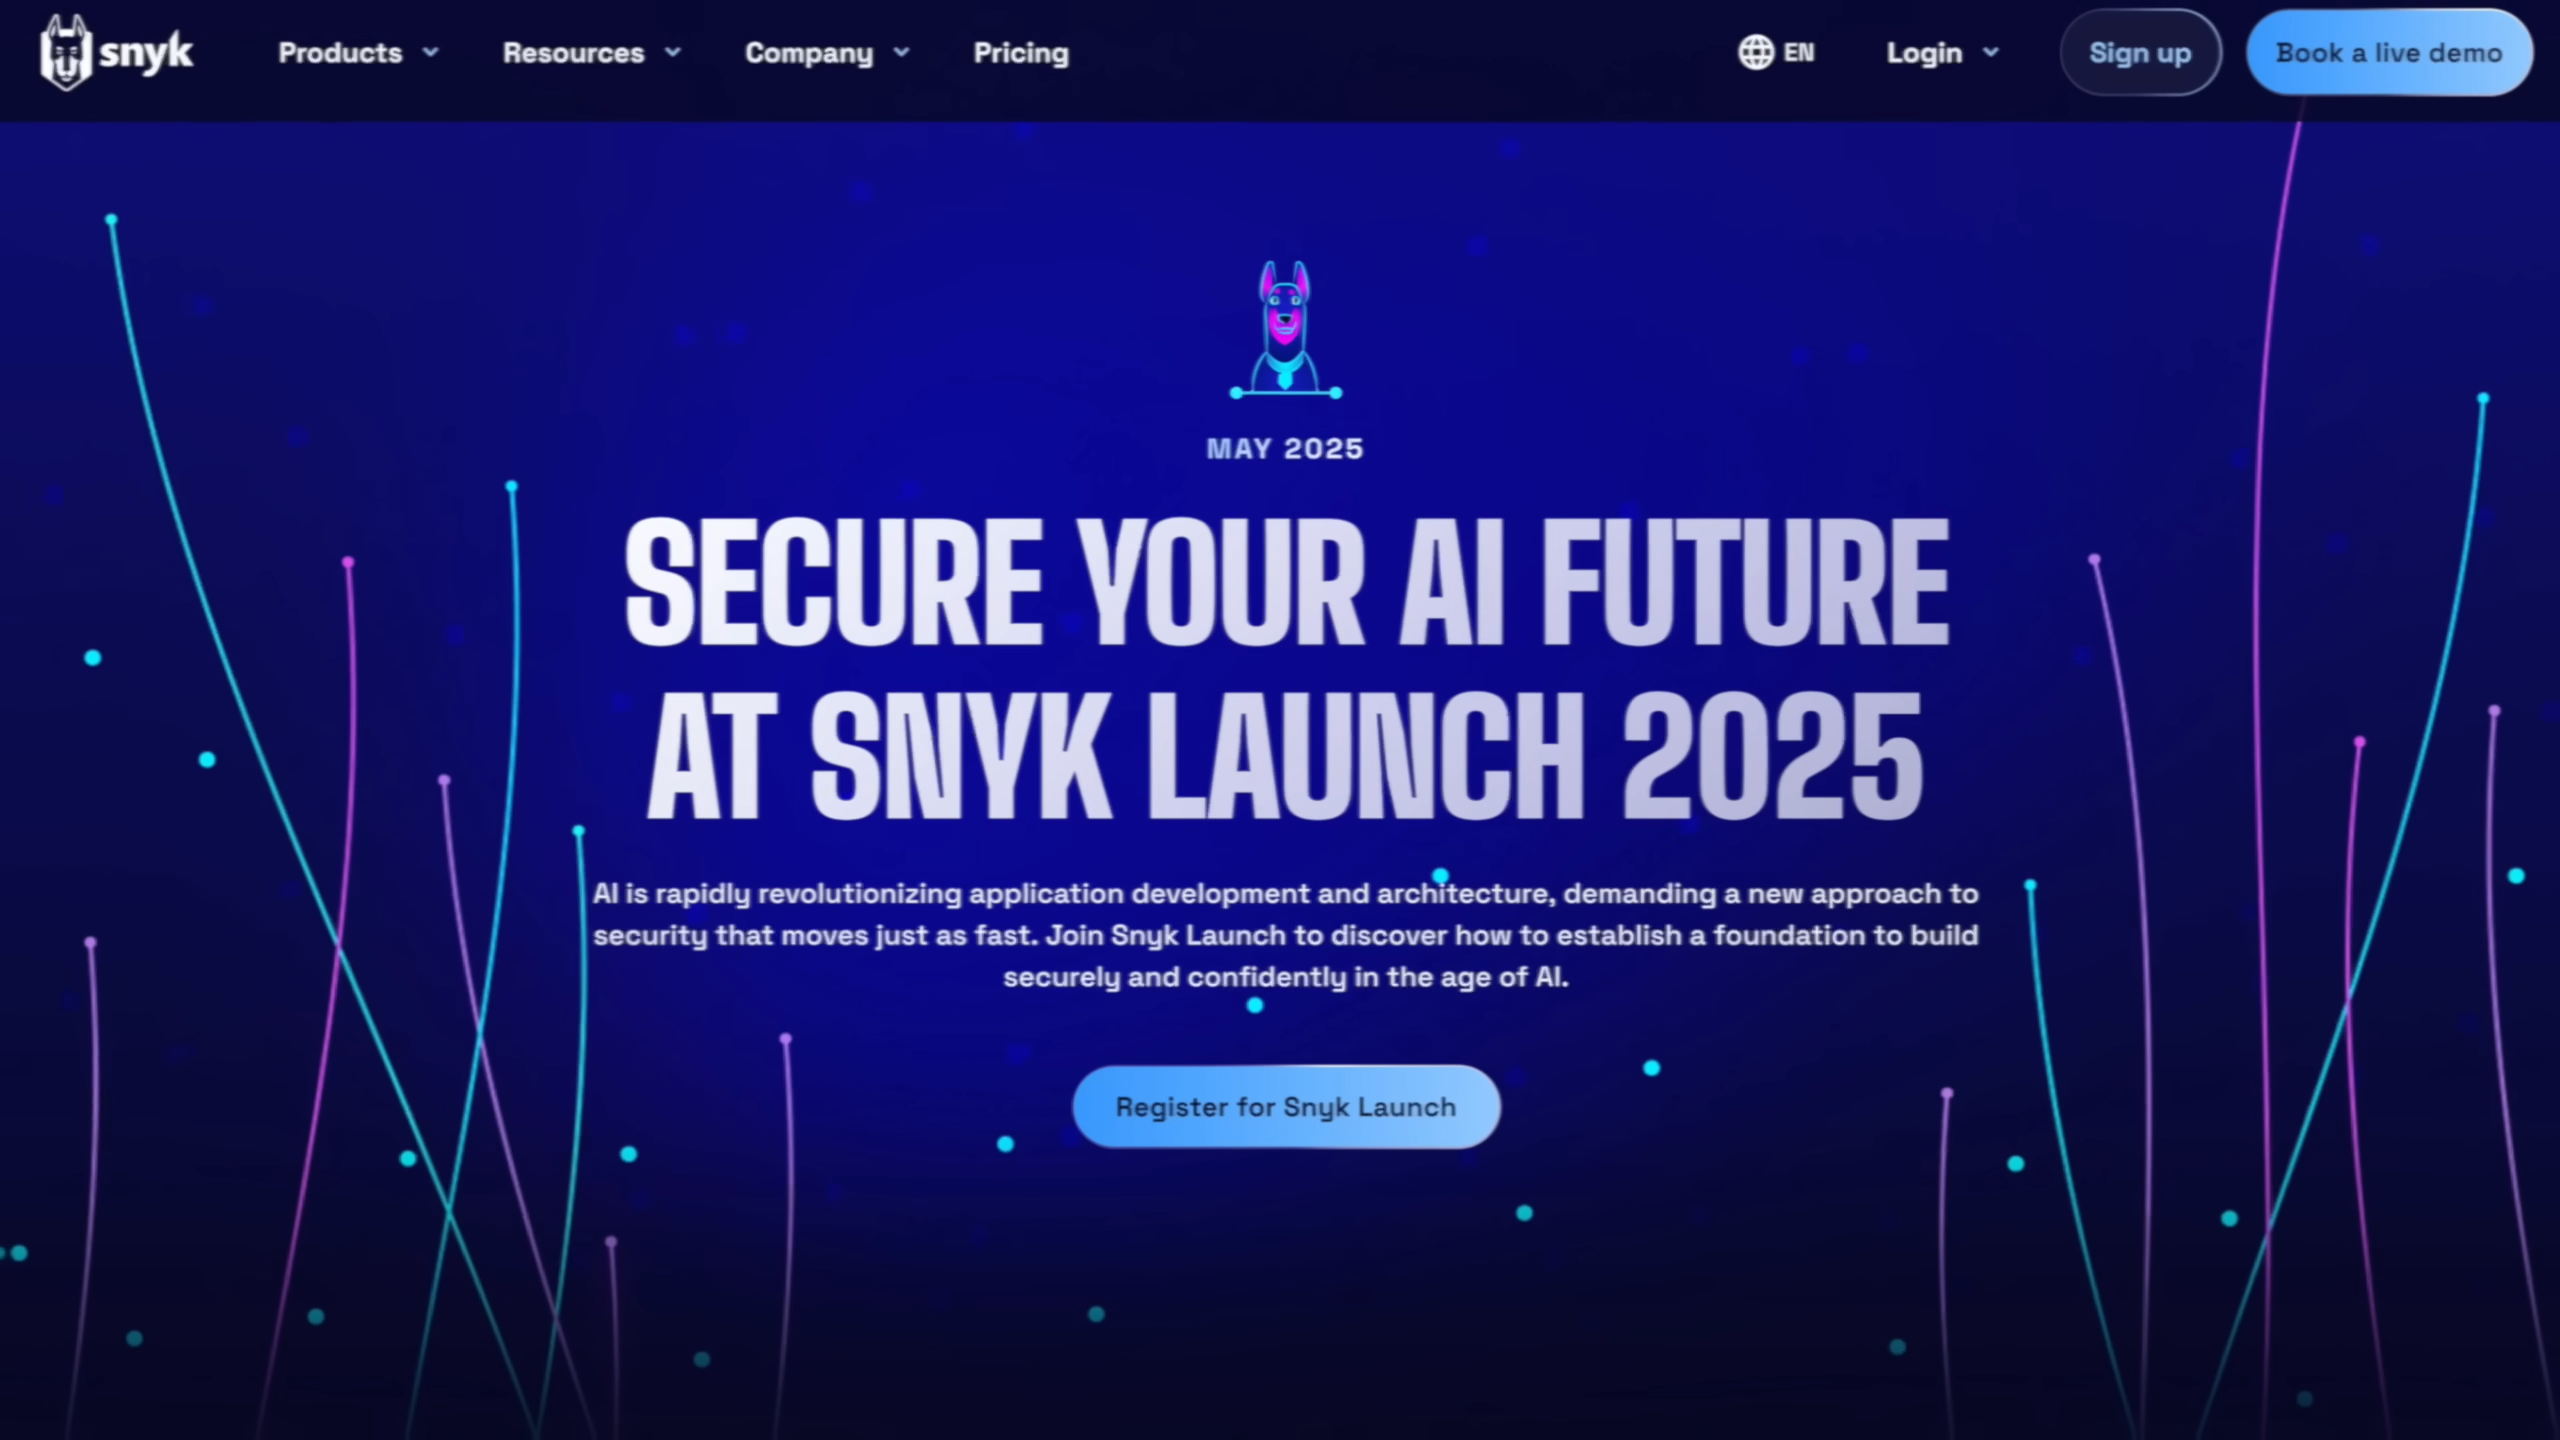 snyk
Products
Resources
Company
Pricing
EN
Login
Sign up
Book a live demo
MAY 2025
SECURE YOUR AI FUTURE
AT SNYK LAUNCH 2025
AI is rapidly revolutionizing application development and architecture, demanding a new approach to
security that moves just as fast. Join Snyk Launch to discover how to establish a foundation to build
securely and confidently in the age of AI.
Register for Snyk Launch